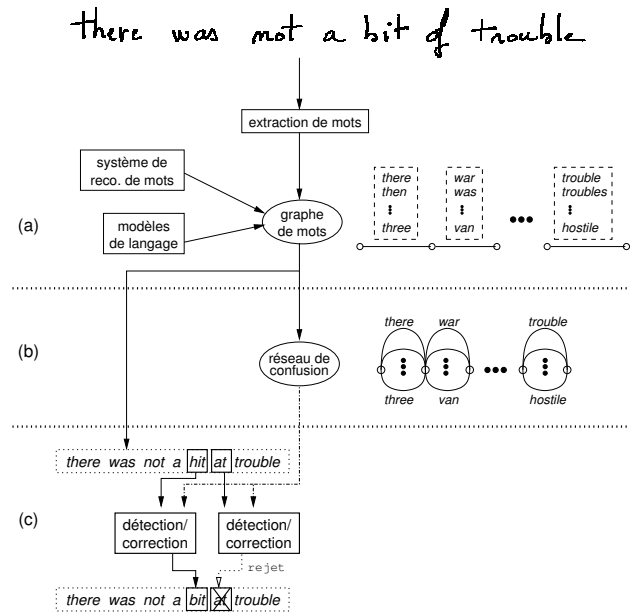 there was not a bit of trouble
extraction de mots
système de
reco. de mots
modèles
de langage
graphe
de mots
(a)
there war trouble
then was troubles
three van hostile
(b)
réseau de
confusion
there war trouble
three van hostile
there was not a hit at trouble
(c)
détection/
correction
détection/
correction
rejet
there was not a bit at trouble